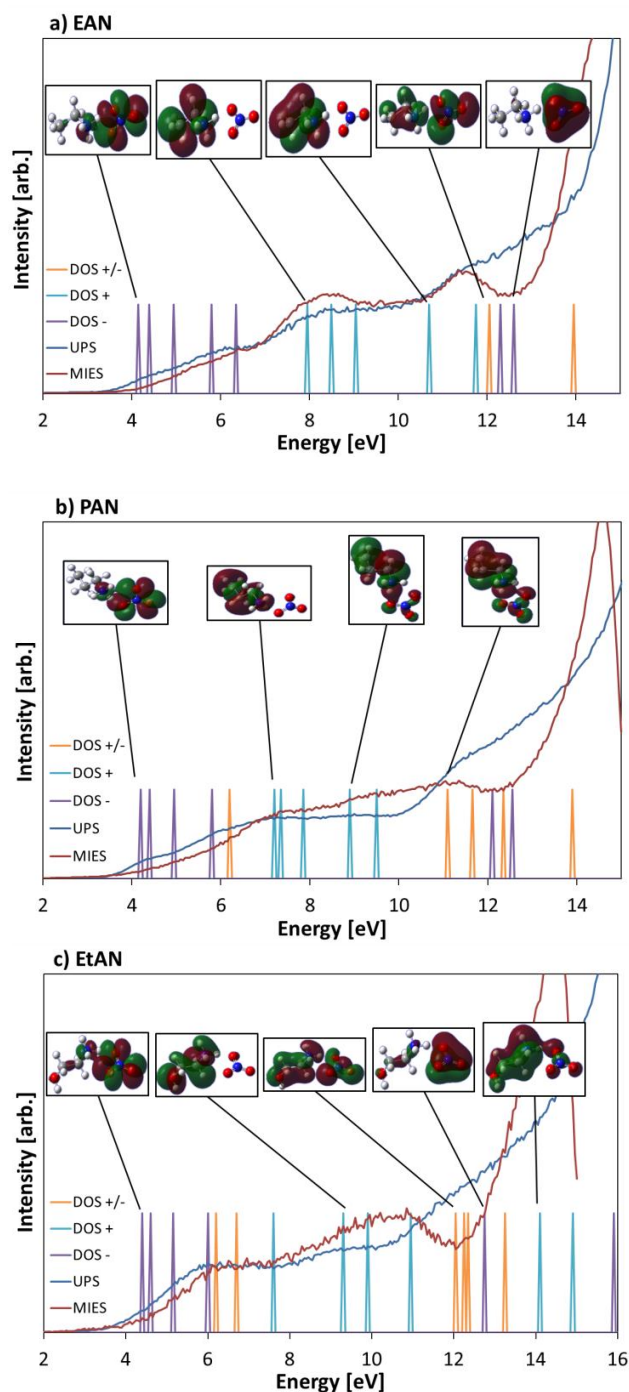 a) EAN
Intensity [arb.]
DOS +/-
DOS +
DOS -
UPS
MIES
2 4 6 8 10 12 14
Energy [eV]
b) PAN
Intensity [arb.]
DOS +/-
DOS +
DOS -
UPS
MIES
2 4 6 8 10 12 14
Energy [eV]
c) EtAN
Intensity [arb.]
DOS +/-
DOS +
DOS -
UPS
MIES
2 4 6 8 10 12 14 16
Energy [eV]